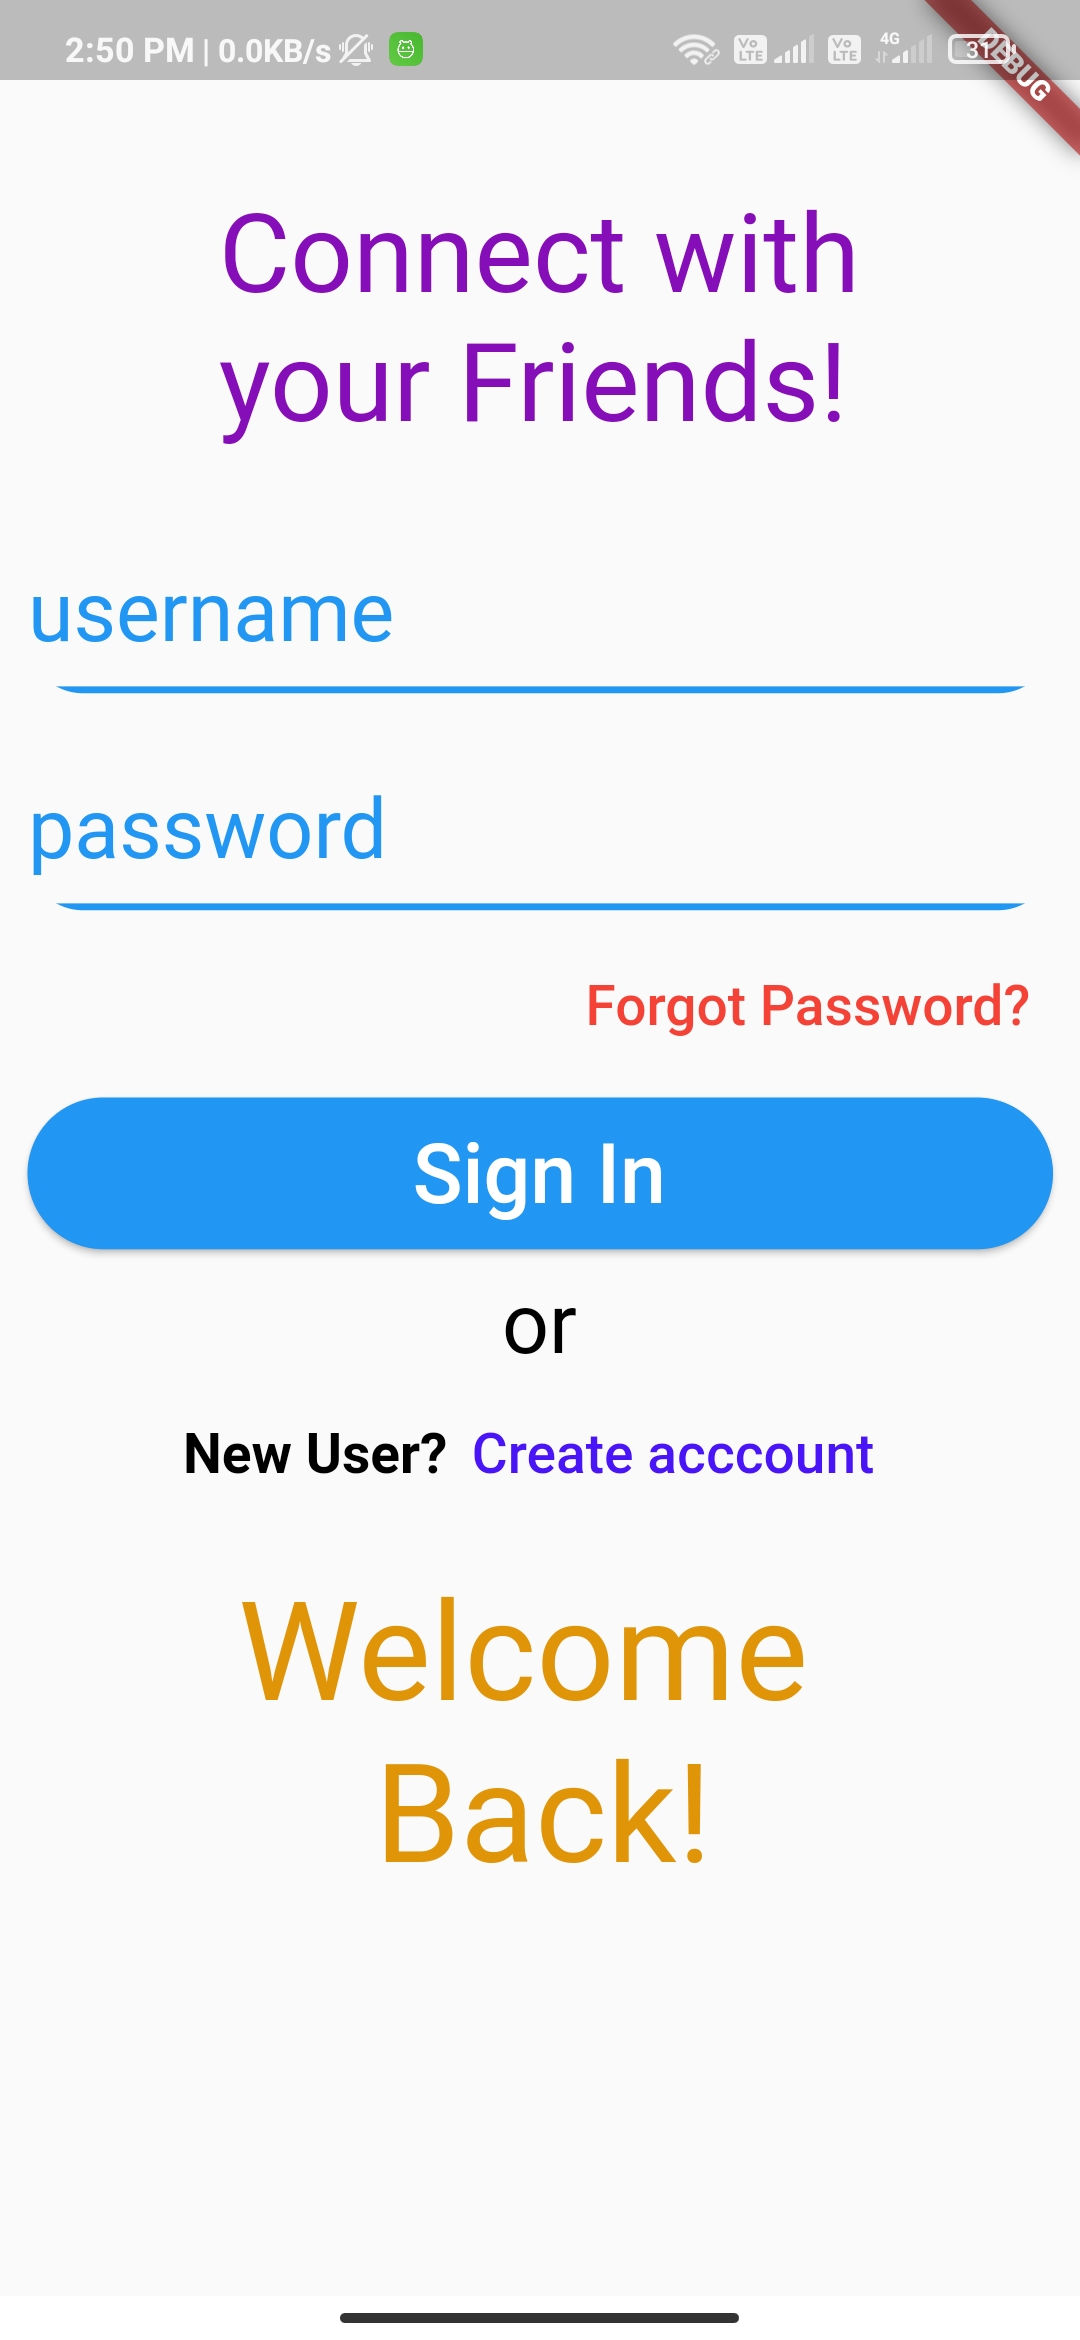 2:50 PM | 0.0KB/s Vo LTE Vo LTE 4G 31
DEBUG
Connect with
your Friends!
username
password
Forgot Password?
Sign In
or
New User? Create acccount
Welcome
Back!